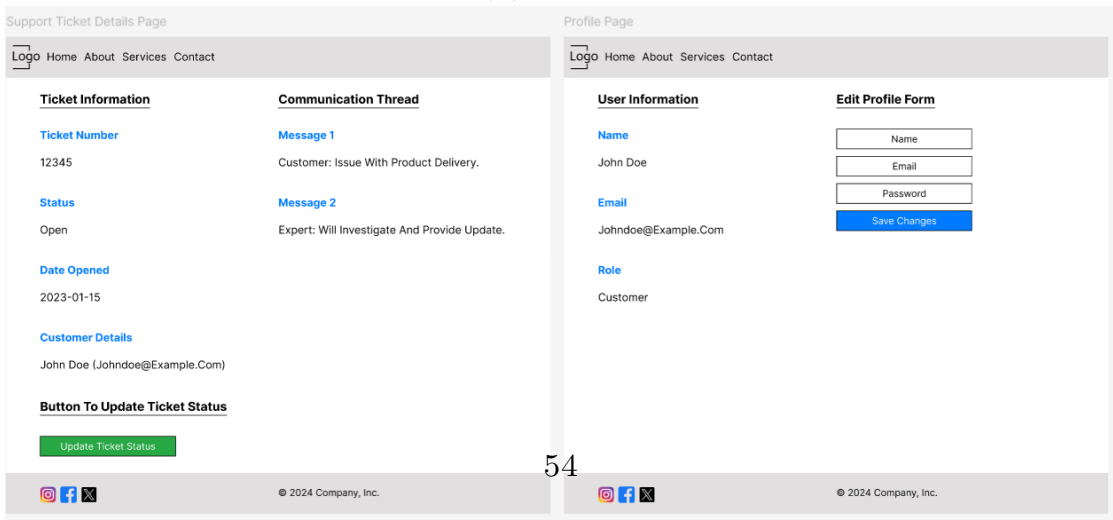 Support Ticket Details Page
Logo Home About Services Contact
Ticket Information
Ticket Number
12345
Status
Open
Date Opened
2023-01-15
Customer Details
John Doe (Johndoe@Example.Com)
Button To Update Ticket Status
Update Ticket Status
Communication Thread
Message 1
Customer: Issue With Product Delivery.
Message 2
Expert: Will Investigate And Provide Update.
© 2024 Company, Inc.
Profile Page
Logo Home About Services Contact
User Information
Name
John Doe
Email
Johndoe@Example.Com
Role
Customer
Edit Profile Form
Name
Email
Password
Save Changes
© 2024 Company, Inc.
54